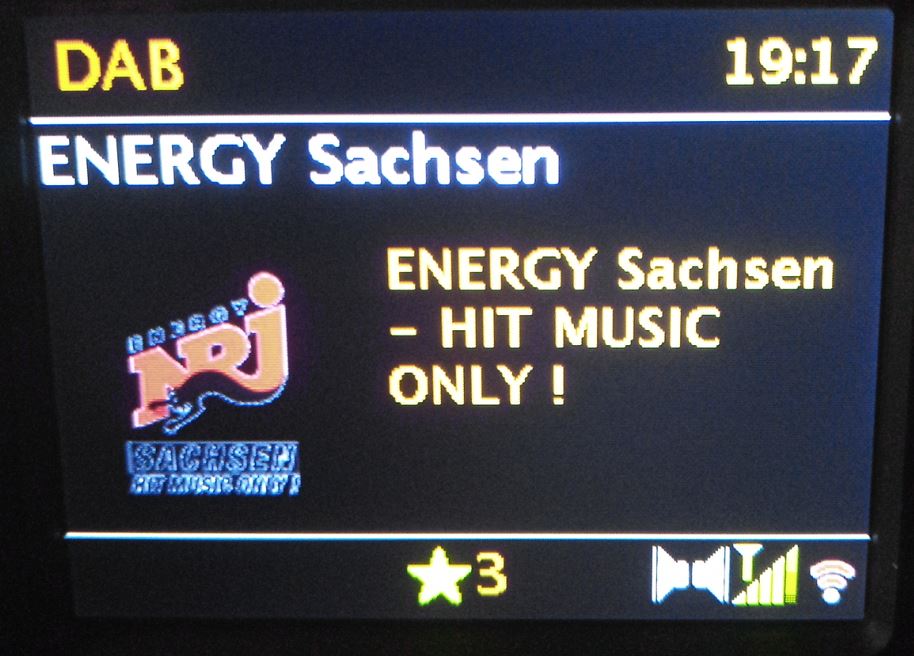 DAB
19:17
ENERGY Sachsen
ENERGY Sachsen
- HIT MUSIC
ONLY !
ENERGY
NRJ
SACHSEN
HIT MUSIC ONLY!
3